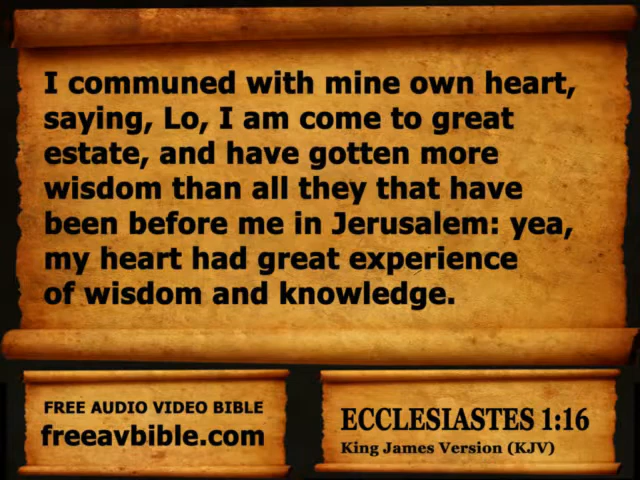 I communed with mine own heart,
saying, Lo, I am come to great
estate, and have gotten more
wisdom than all they that have
been before me in Jerusalem: yea,
my heart had great experience
of wisdom and knowledge.
FREE AUDIO VIDEO BIBLE
freeavbible.com
ECCLESIASTES 1:16
King James Version (KJV)